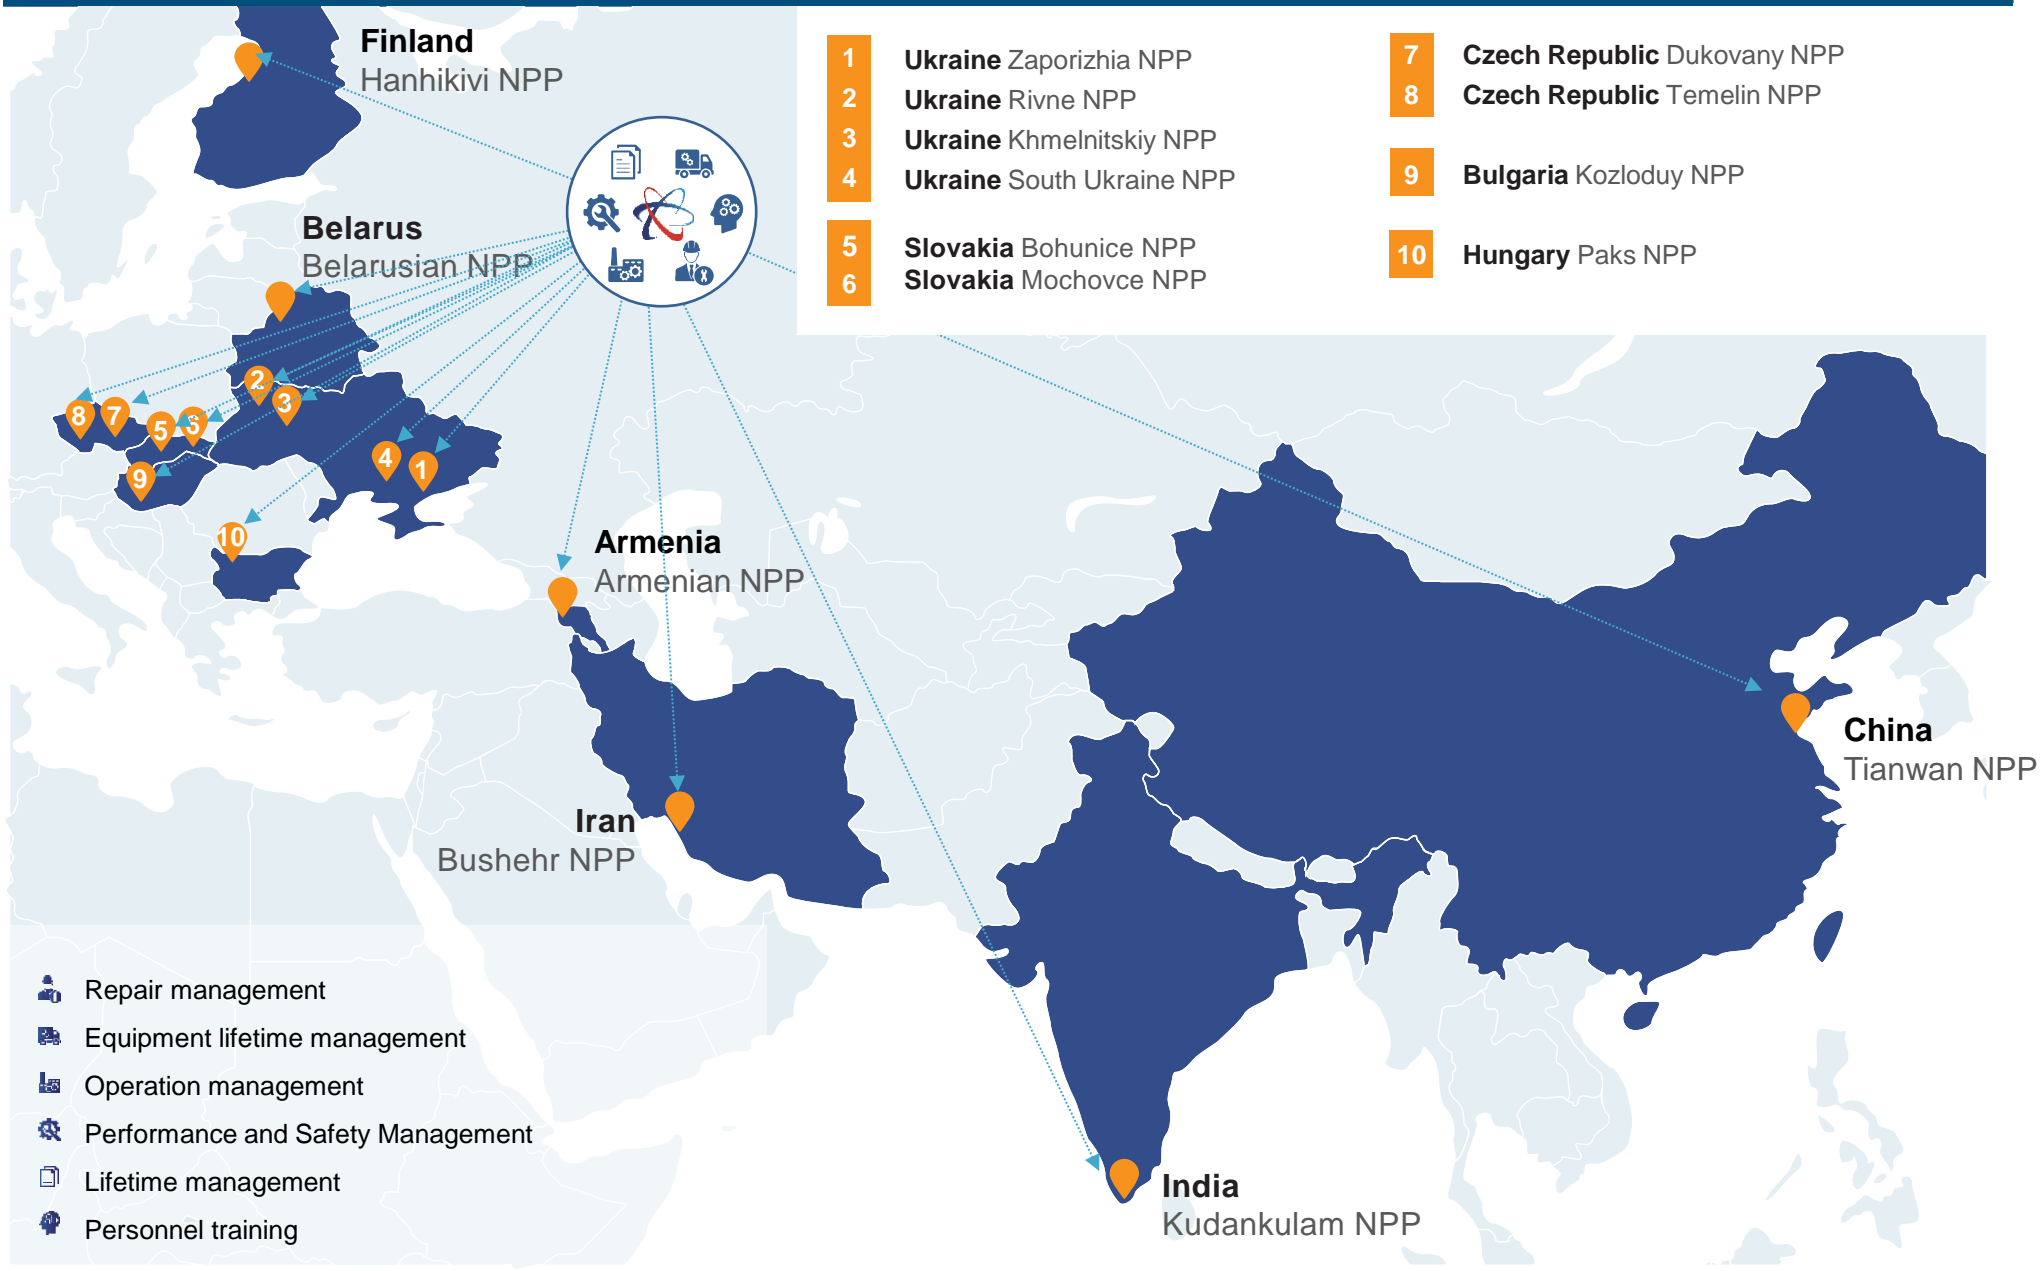 Finland
Hanhikivi NPP
1 Ukraine Zaporizhia NPP
2 Ukraine Rivne NPP
3 Ukraine Khmelnitskiy NPP
4 Ukraine South Ukraine NPP
5 Slovakia Bohunice NPP
6 Slovakia Mochovce NPP
7 Czech Republic Dukovany NPP
8 Czech Republic Temelin NPP
9 Bulgaria Kozloduy NPP
10 Hungary Paks NPP
Belarus
Belarusian NPP
2
3
8
7
5
6
4
1
9
10
Armenia
Armenian NPP
China
Tianwan NPP
Iran
Bushehr NPP
India
Kudankulam NPP
Repair management
Equipment lifetime management
Operation management
Performance and Safety Management
Lifetime management
Personnel training